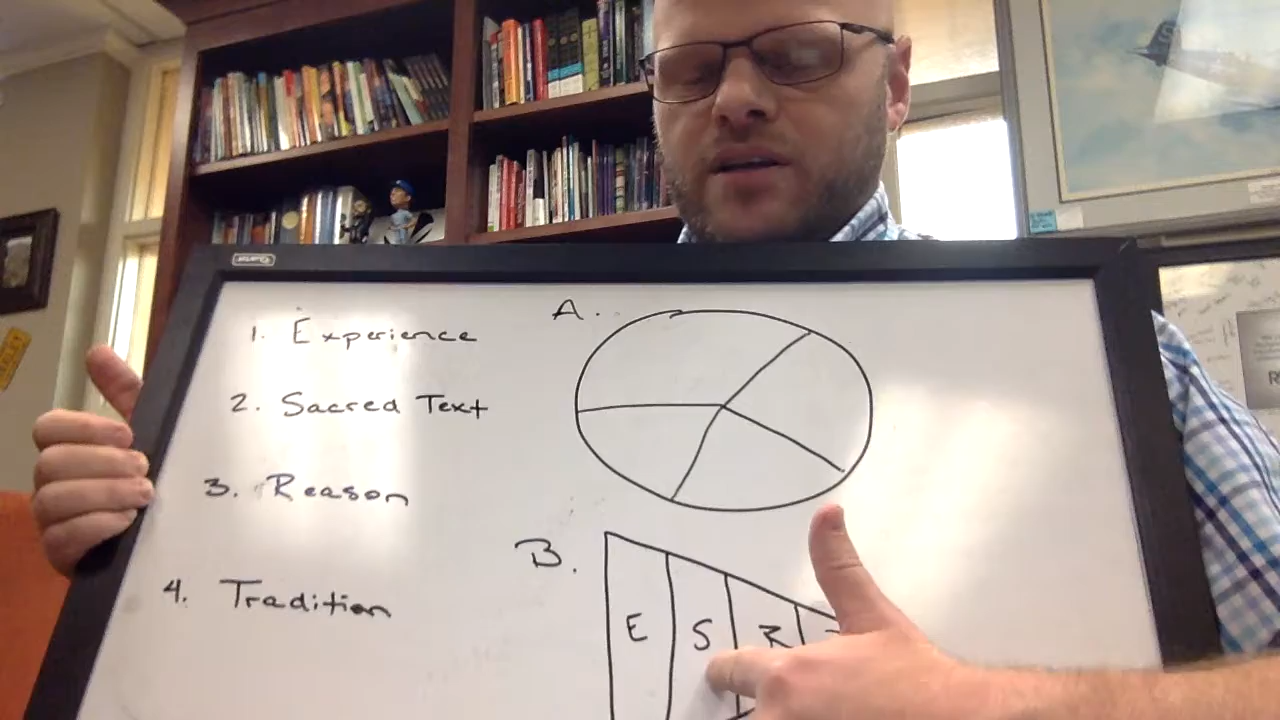 1. Experience
2. Sacred Text
3. Reason
4. Tradition
A.
B.
E S R